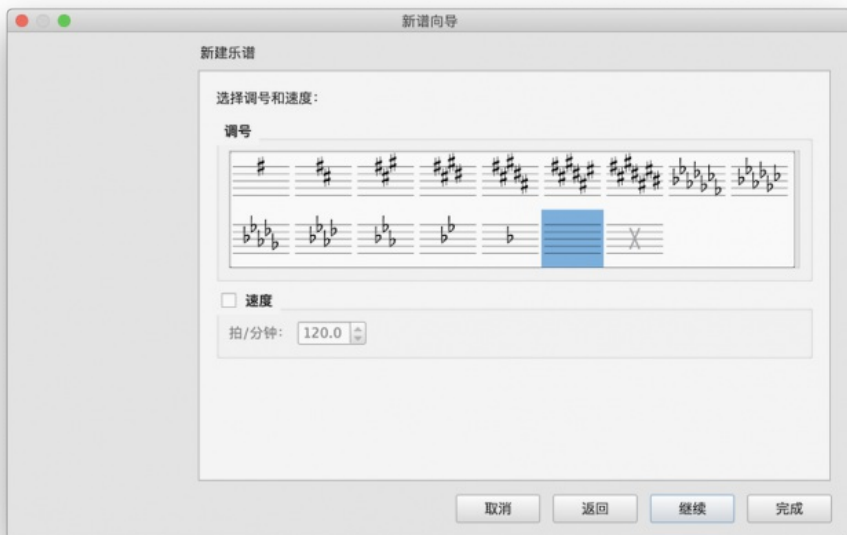 新谱向导
新建乐谱
选择调号和速度：
调号
速度
拍/分钟： 120.0
取消 返回 继续 完成